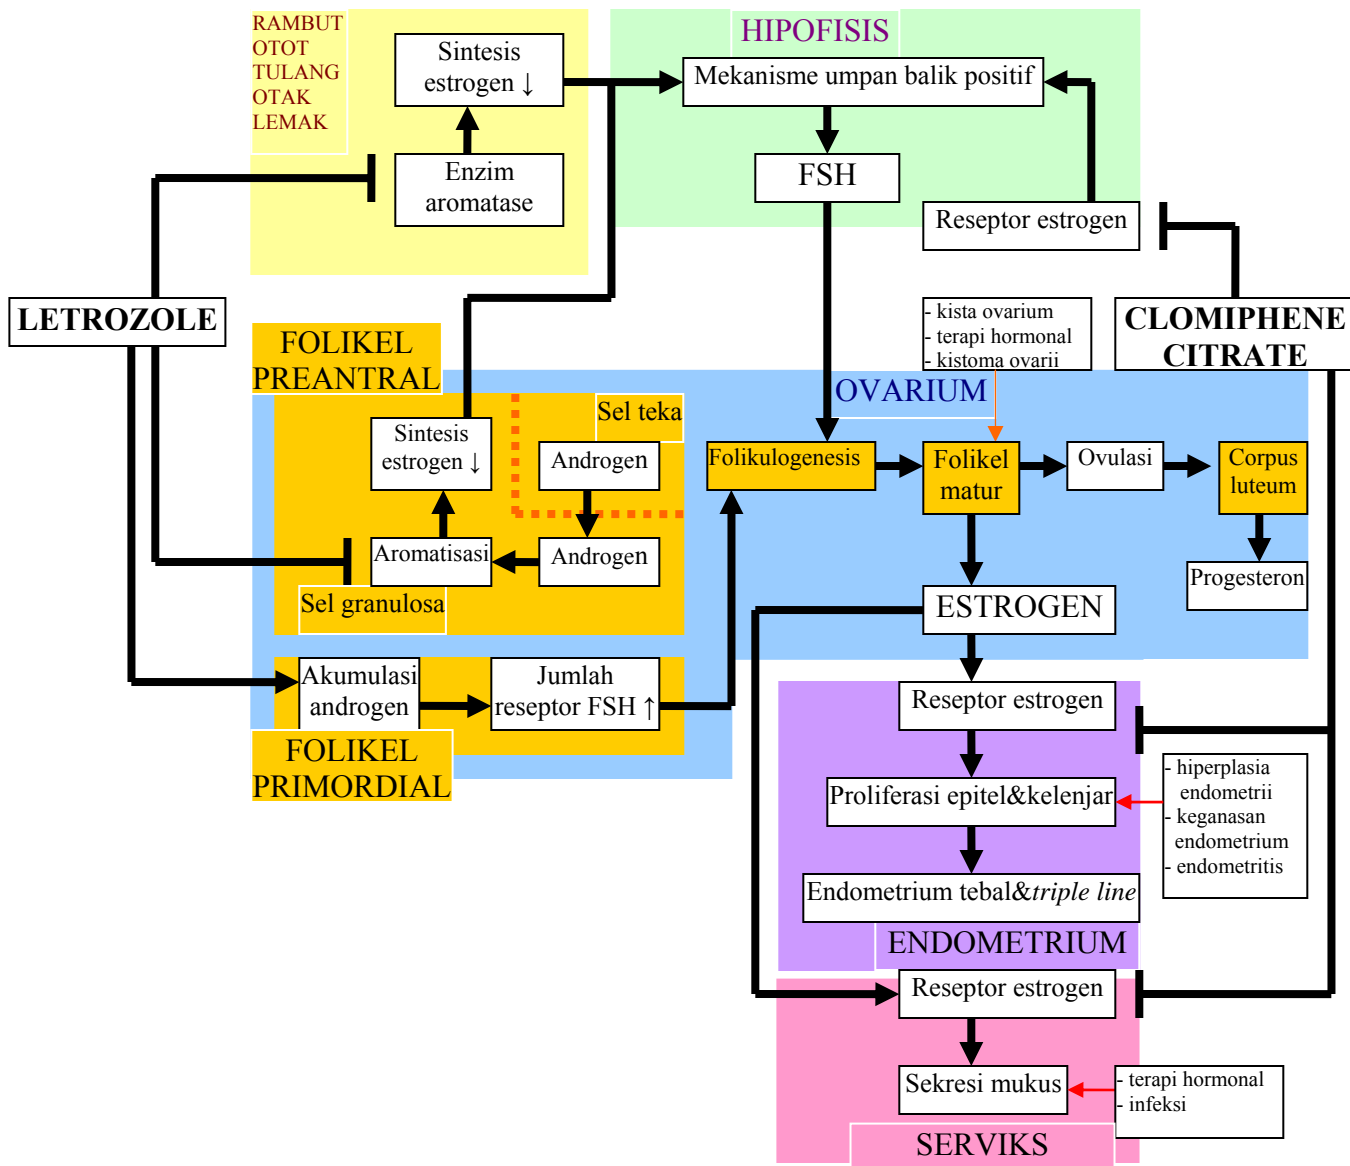 RAMBUT
OTOT
TULANG
OTAK
LEMAK
Sintesis
estrogen ↓
Enzim
aromatase
HIPOFISIS
Mekanisme umpan balik positif
FSH
Reseptor estrogen
LETROZOLE
- kista ovarium
- terapi hormonal
- kistoma ovarii
CLOMIPHENE
CITRATE
FOLIKEL
PREANTRAL
OVARIUM
Sel teka
Sintesis
estrogen ↓
Androgen
Aromatisasi
Androgen
Sel granulosa
Folikulogenesis
Folikel
matur
Ovulasi
Corpus
luteum
Progesteron
ESTROGEN
Akumulasi
androgen
Jumlah
reseptor FSH ↑
FOLIKEL
PRIMORDIAL
Reseptor estrogen
Proliferasi epitel&kelenjar
- hiperplasia
endometrii
- keganasan
endometrium
- endometritis
Endometrium tebal&triple line
ENDOMETRIUM
Reseptor estrogen
Sekresi mukus
- terapi hormonal
- infeksi
SERVIKS